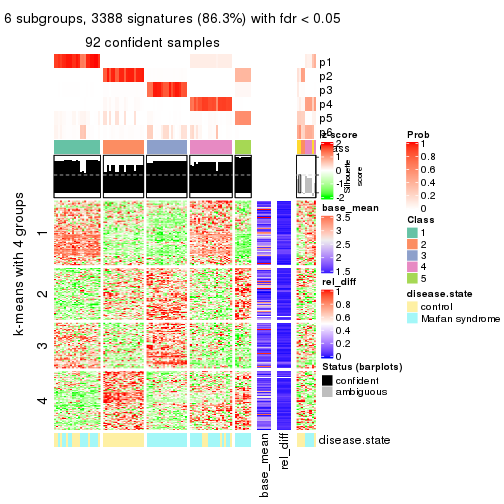 6 subgroups, 3388 signatures (86.3%) with fdr < 0.05
92 confident samples
p1
p2
p3
p4
p5
p6
z-score
2
1
0
-1
-2
Silhouette
score
base_mean
3.5
3
2.5
2
1.5
rel_diff
1
0.8
0.6
0.4
0.2
0
Status (barplots)
confident
ambiguous
Prob
1
0.8
0.6
0.4
0.2
0
Class
1
2
3
4
5
disease.state
control
Marfan syndrome
k-means with 4 groups
1
2
3
4
disease.state
base_mean
rel_diff